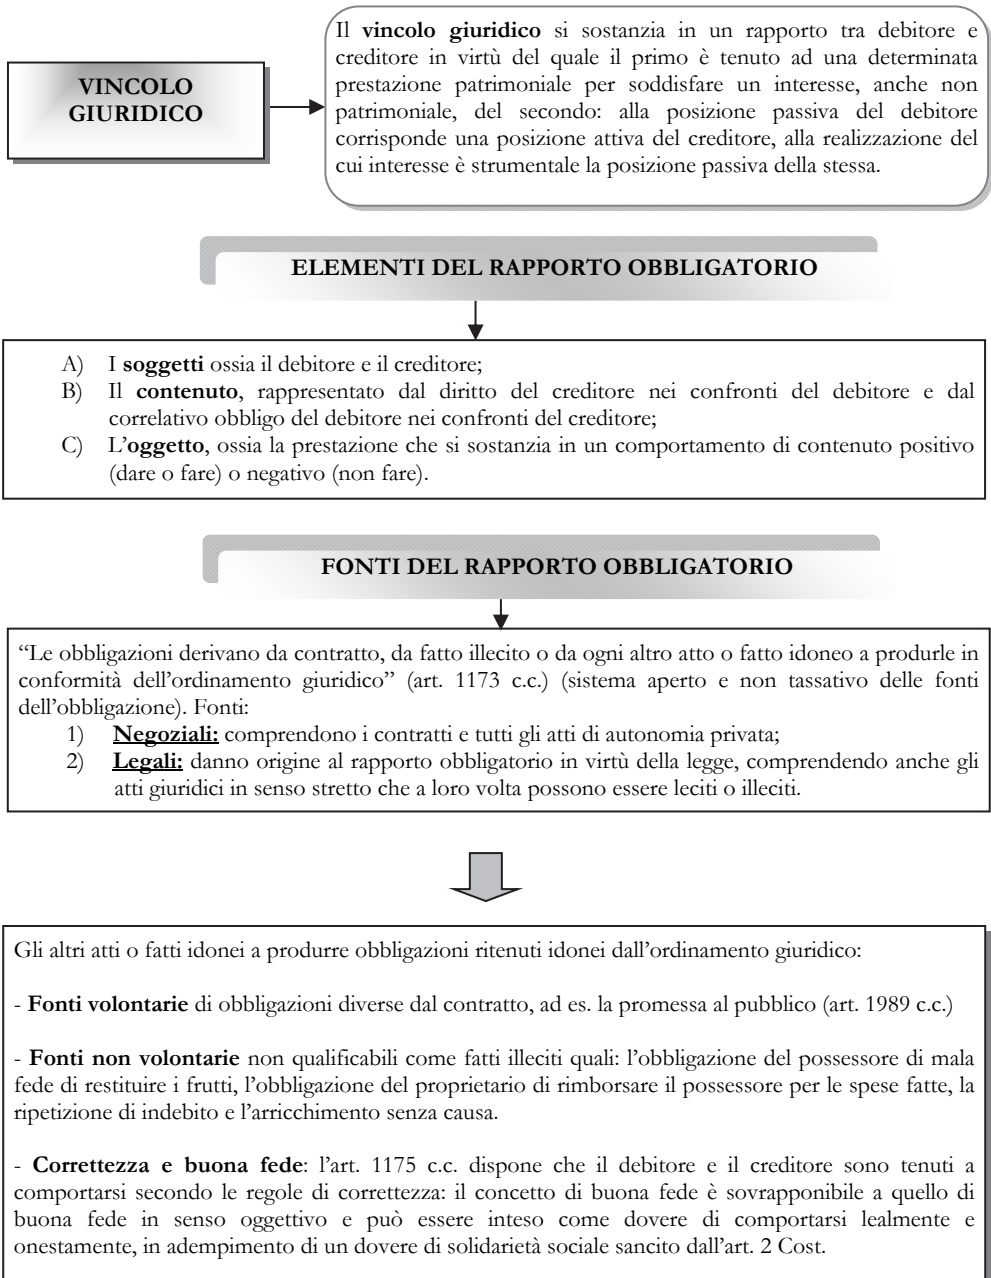 VINCOLO
GIURIDICO
Il vincolo giuridico si sostanzia in un rapporto tra debitore e
creditore in virtù del quale il primo è tenuto ad una determinata
prestazione patrimoniale per soddisfare un interesse, anche non
patrimoniale, del secondo: alla posizione passiva del debitore
corrisponde una posizione attiva del creditore, alla realizzazione del
cui interesse è strumentale la posizione passiva della stessa.
ELEMENTI DEL RAPPORTO OBBLIGATORIO
A) I soggetti ossia il debitore e il creditore;
B) Il contenuto, rappresentato dal diritto del creditore nei confronti del debitore e dal
correlativo obbligo del debitore nei confronti del creditore;
C) L’oggetto, ossia la prestazione che si sostanzia in un comportamento di contenuto positivo
(dare o fare) o negativo (non fare).
FONTI DEL RAPPORTO OBBLIGATORIO
“Le obbligazioni derivano da contratto, da fatto illecito o da ogni altro atto o fatto idoneo a produrle in
conformità dell’ordinamento giuridico” (art. 1173 c.c.) (sistema aperto e non tassativo delle fonti
dell’obbligazione). Fonti:
1) Negoziali: comprendono i contratti e tutti gli atti di autonomia privata;
2) Legali: danno origine al rapporto obbligatorio in virtù della legge, comprendendo anche gli
atti giuridici in senso stretto che a loro volta possono essere leciti o illeciti.
Gli altri atti o fatti idonei a produrre obbligazioni ritenuti idonei dall’ordinamento giuridico:
- Fonti volontarie di obbligazioni diverse dal contratto, ad es. la promessa al pubblico (art. 1989 c.c.)
- Fonti non volontarie non qualificabili come fatti illeciti quali: l’obbligazione del possessore di mala
fede di restituire i frutti, l’obbligazione del proprietario di rimborsare il possessore per le spese fatte, la
ripetizione di indebito e l’arricchimento senza causa.
- Correttezza e buona fede: l’art. 1175 c.c. dispone che il debitore e il creditore sono tenuti a
comportarsi secondo le regole di correttezza: il concetto di buona fede è sovrapponibile a quello di
buona fede in senso oggettivo e può essere inteso come dovere di comportarsi lealmente e
onestamente, in adempimento di un dovere di solidarietà sociale sancito dall’art. 2 Cost.